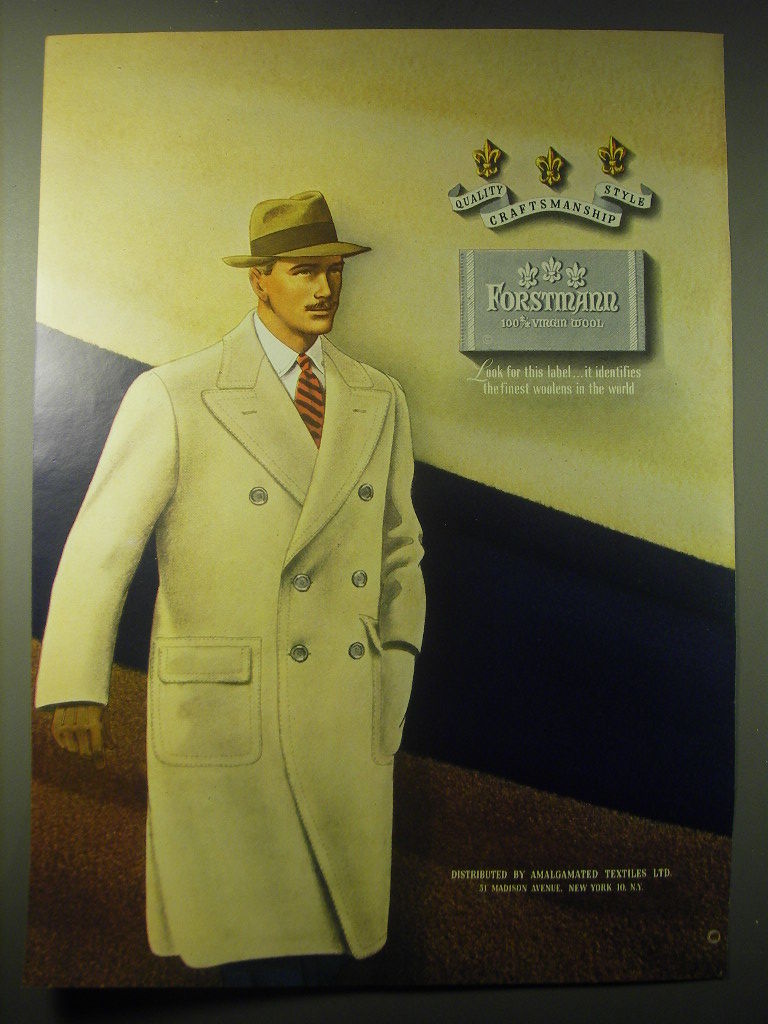 QUALITY CRAFTSMANSHIP STYLE
FORSTMANN
100% VIRGIN WOOL
Look for this label...it identifies
the finest woolens in the world
DISTRIBUTED BY AMALGAMATED TEXTILES LTD.
51 MADISON AVENUE, NEW YORK 10, N.Y.